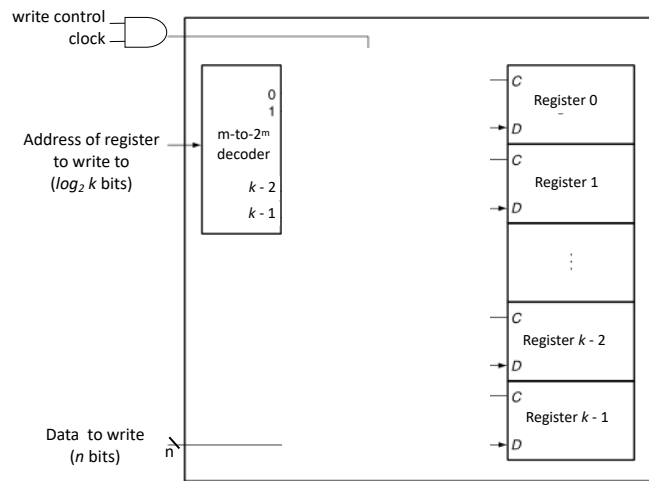 write control
clock
Address of register
to write to
(log₂ k bits)
0
1
m-to-2ᵐ
decoder
k - 2
k - 1
C
Register 0
D
C
Register 1
D
⋮
C
Register k - 2
D
C
Register k - 1
D
Data to write
(n bits)
n